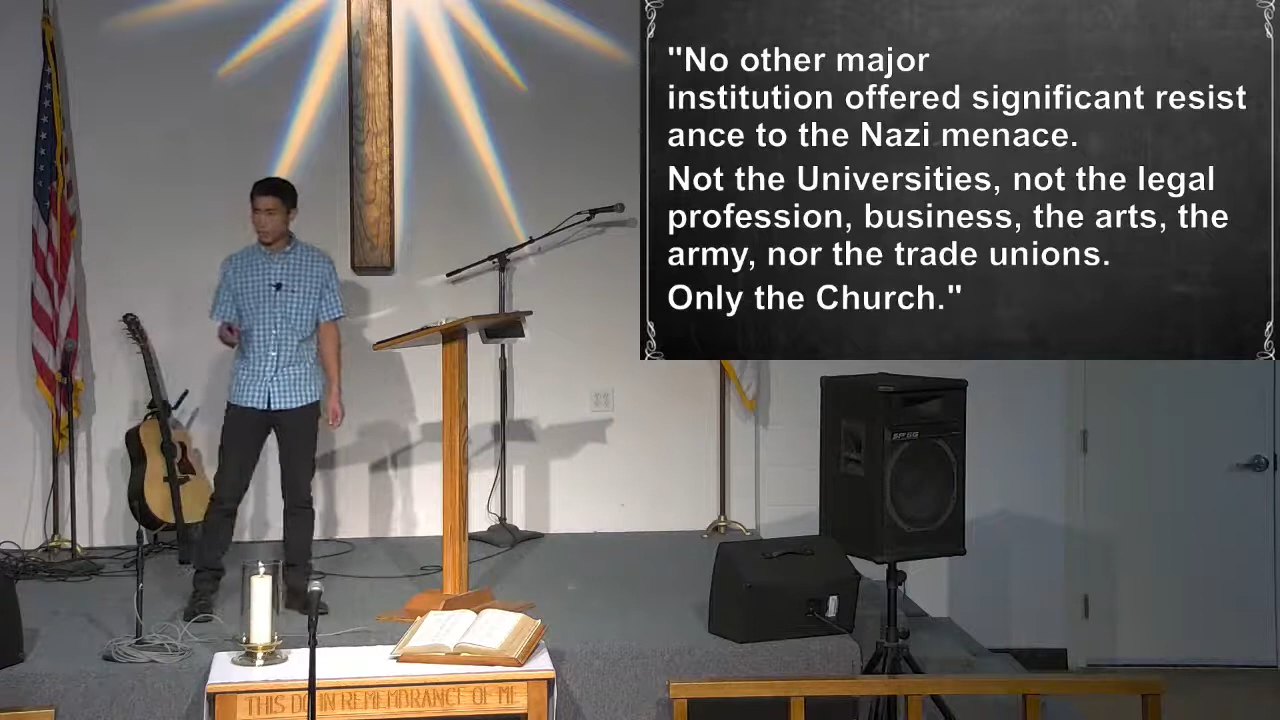 "No other major
institution offered significant resist
ance to the Nazi menace.
Not the Universities, not the legal
profession, business, the arts, the
army, nor the trade unions.
Only the Church."
THIS DO IN REMEMBRANCE OF ME